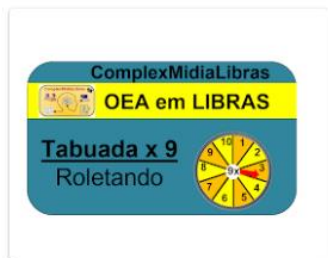 ComplexMidiaLibras
OEA em LIBRAS
Tabuada x 9
Roletando
10 1
9 2
8 9x 3
7 4
6 5